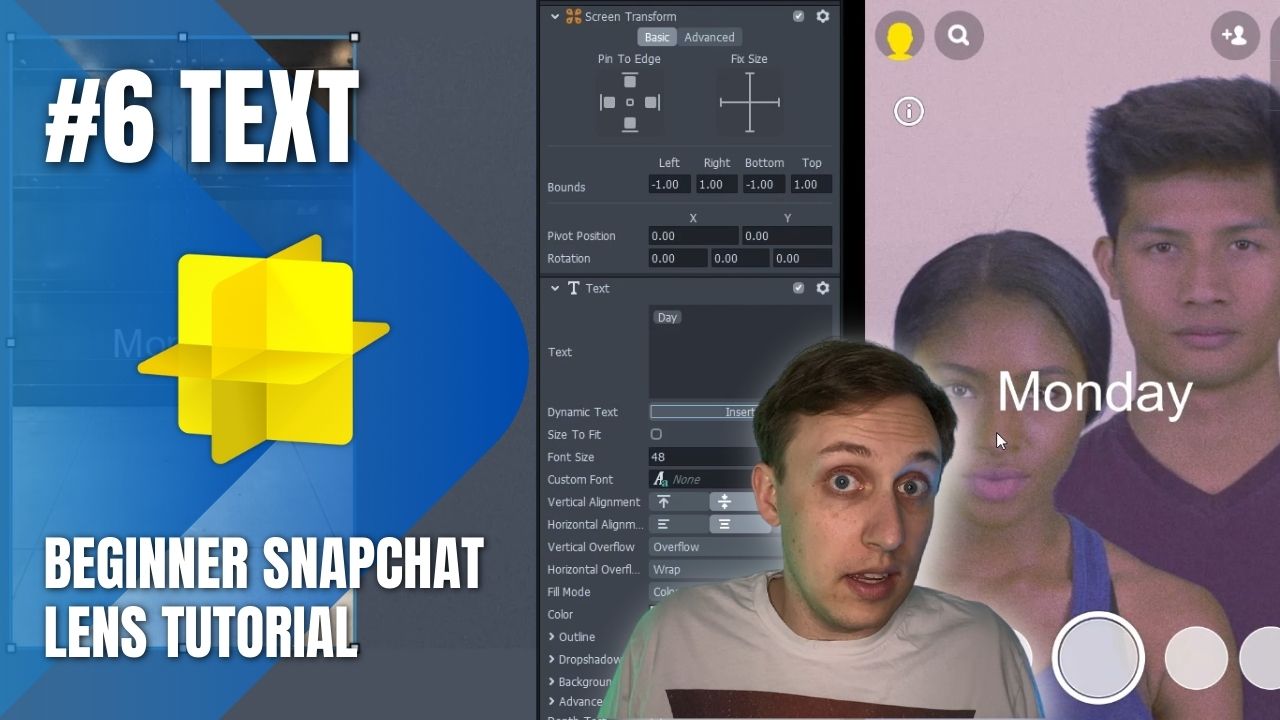 #6 TEXT
BEGINNER SNAPCHAT
LENS TUTORIAL
Screen Transform
Basic Advanced
Pin To Edge Fix Size
Left Right Bottom Top
Bounds -1.00 1.00 -1.00 1.00
X Y
Pivot Position 0.00 0.00
Rotation 0.00 0.00 0.00
Text
Day
Text
Dynamic Text Insert
Size To Fit
Font Size 48
Custom Font Aa None
Vertical Alignment
Horizontal Alignm...
Vertical Overflow Overflow
Horizontal Overfl... Wrap
Fill Mode
Color
Outline
Monday